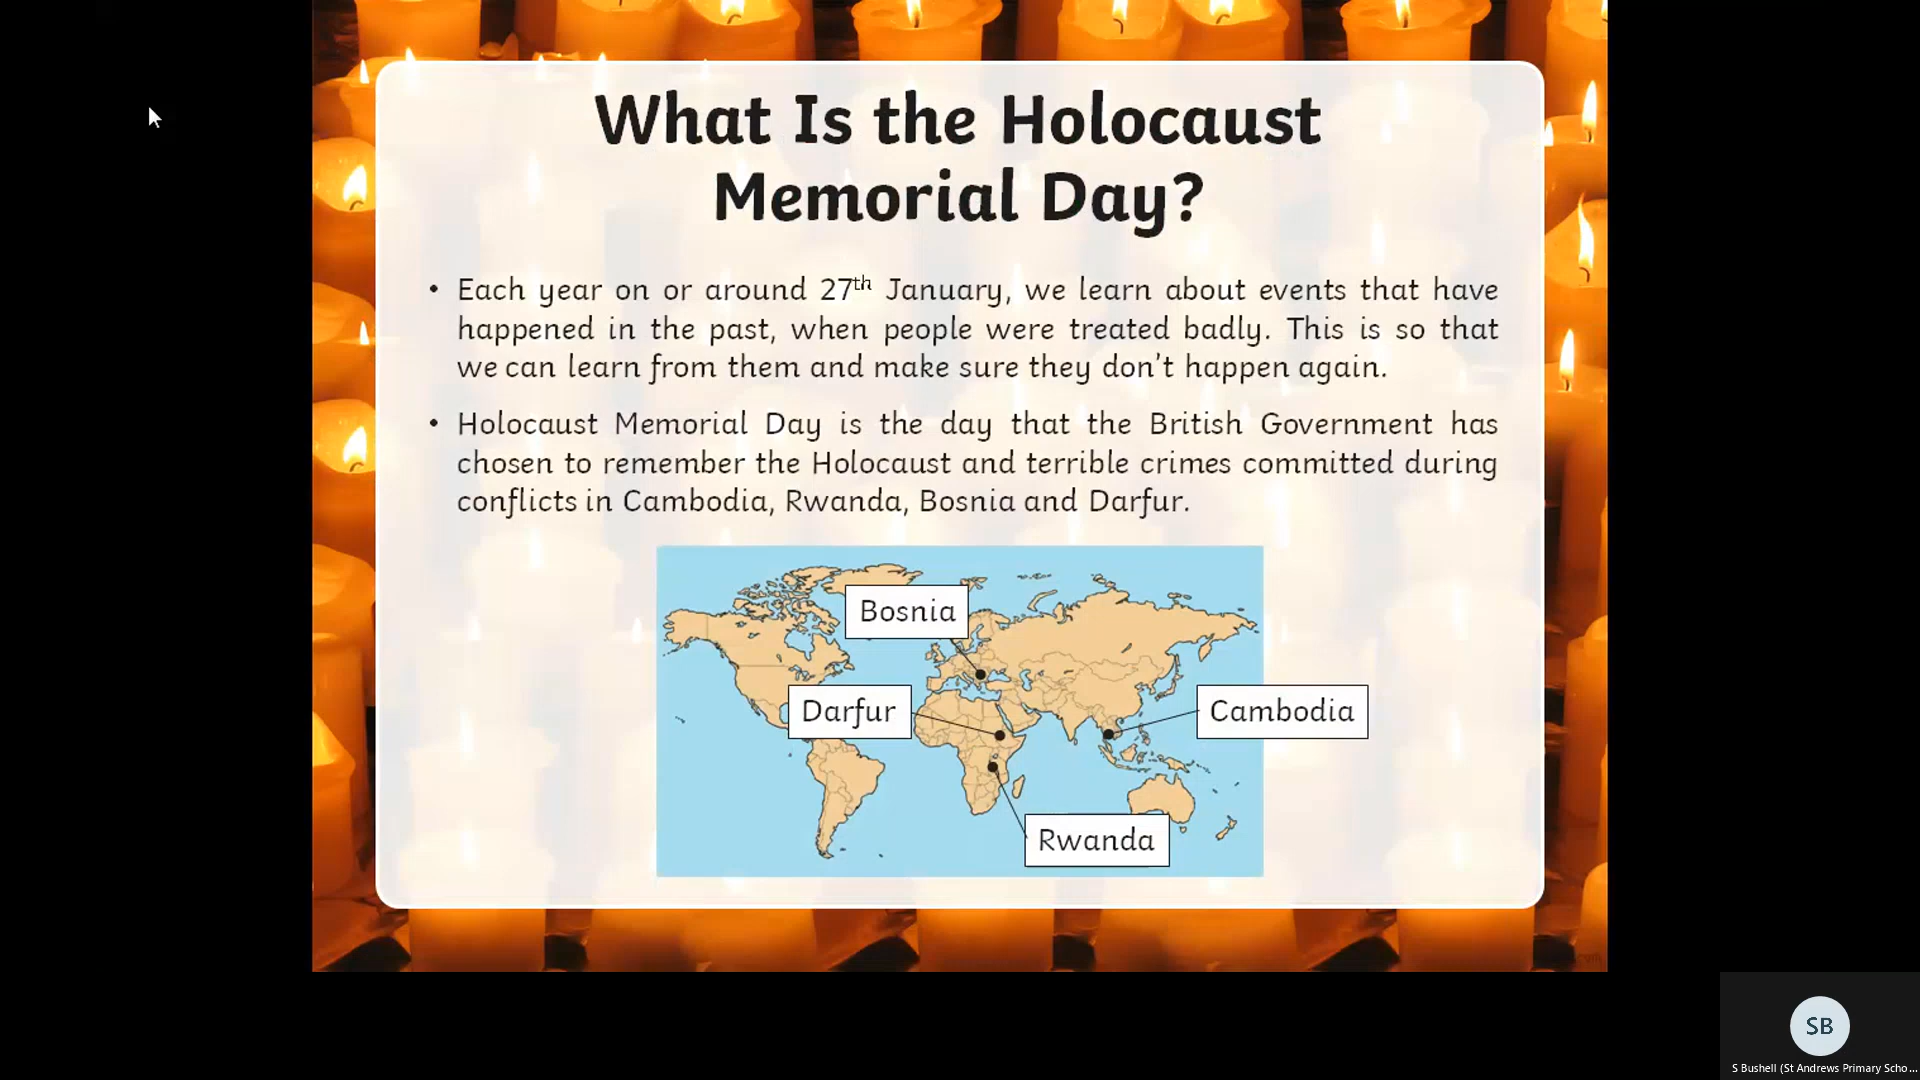 What Is the Holocaust
Memorial Day?
• Each year on or around 27th January, we learn about events that have
happened in the past, when people were treated badly. This is so that
we can learn from them and make sure they don't happen again.
• Holocaust Memorial Day is the day that the British Government has
chosen to remember the Holocaust and terrible crimes committed during
conflicts in Cambodia, Rwanda, Bosnia and Darfur.
Bosnia
Darfur
Cambodia
Rwanda
SB
S Bushell (St Andrews Primary Scho...